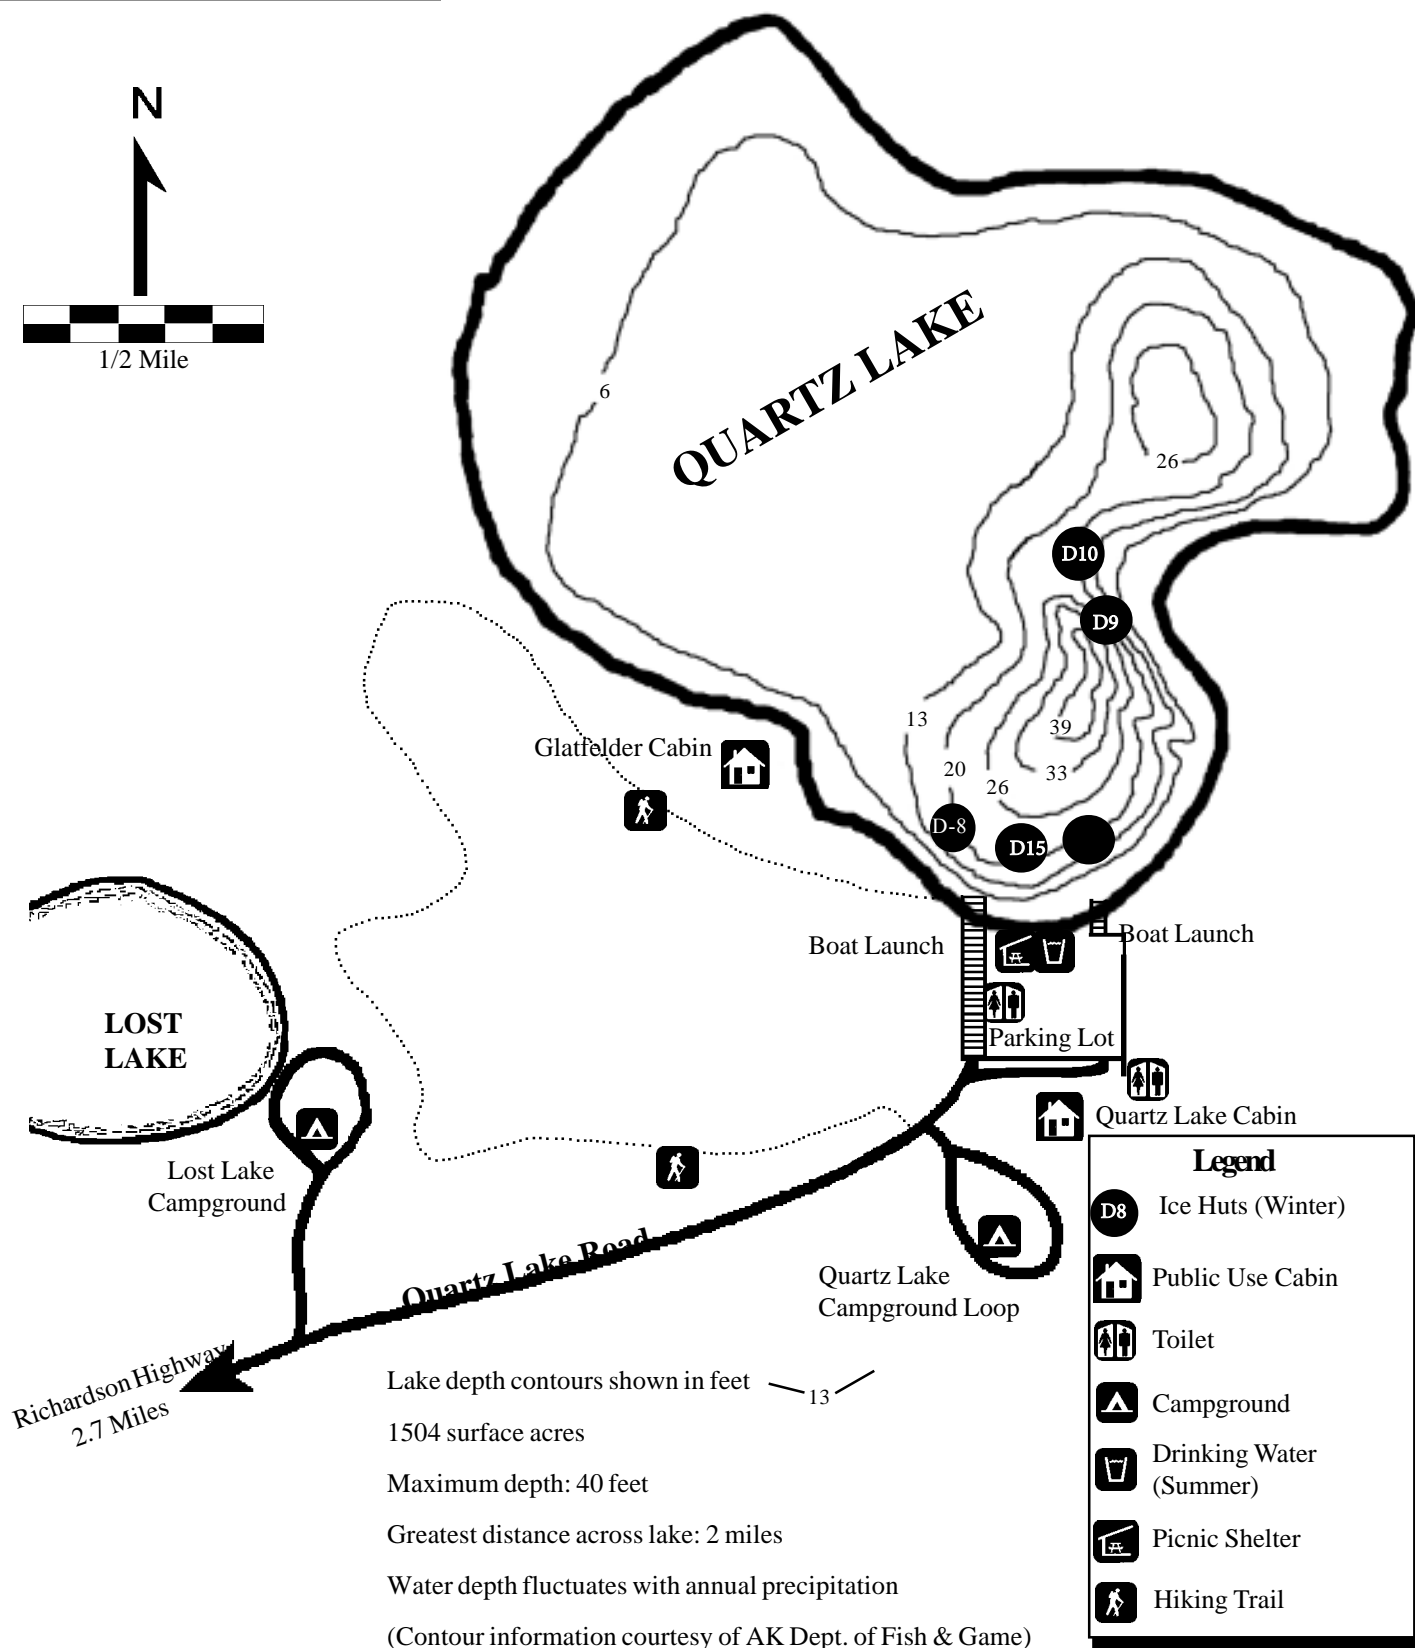 N
1/2 Mile
QUARTZ LAKE
6
26
D10
D9
13
39
20
33
26
D-8
D15
Glatfelder Cabin
Boat Launch
Boat Launch
LOST
LAKE
Parking Lot
Quartz Lake Cabin
Lost Lake
Campground
Quartz Lake Road
Quartz Lake
Campground Loop
Richardson Highway
2.7 Miles
Lake depth contours shown in feet 13
1504 surface acres
Maximum depth: 40 feet
Greatest distance across lake: 2 miles
Water depth fluctuates with annual precipitation
(Contour information courtesy of AK Dept. of Fish & Game)
Legend
D8 Ice Huts (Winter)
Public Use Cabin
Toilet
Campground
Drinking Water
(Summer)
Picnic Shelter
Hiking Trail